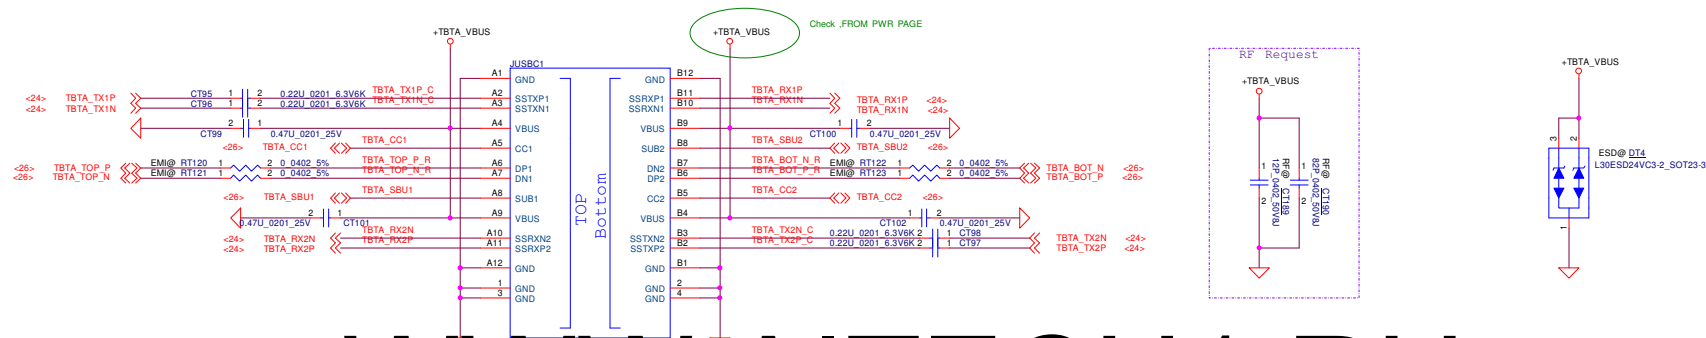 +TBTA_VBUS
+TBTA_VBUS
Check ,FROM PWR PAGE
RF Request
+TBTA_VBUS
+TBTA_VBUS
JUSBC1
TOP
Bottom
A1 GND
<24> TBTA_TX1P CT95 1 2 0.22U_0201_6.3V6K TBTA_TX1P_C A2 SSTXP1
<24> TBTA_TX1N CT96 1 2 0.22U_0201_6.3V6K TBTA_TX1N_C A3 SSTXN1
2 1 CT99 0.47U_0201_25V A4 VBUS
<26> TBTA_CC1 TBTA_CC1 A5 CC1
<26> TBTA_TOP_P EMI@ RT120 1 2 0_0402_5% TBTA_TOP_P_R A6 DP1
<26> TBTA_TOP_N EMI@ RT121 1 2 0_0402_5% TBTA_TOP_N_R A7 DN1
<26> TBTA_SBU1 TBTA_SBU1 A8 SUB1
0.47U_0201_25V 2 1 CT101 A9 VBUS
<24> TBTA_RX2N TBTA_RX2N A10 SSRXN2
<24> TBTA_RX2P TBTA_RX2P A11 SSRXP2
A12 GND
1 GND
3 GND
GND B12
SSRXP1 B11 TBTA_RX1P TBTA_RX1P <24>
SSRXN1 B10 TBTA_RX1N TBTA_RX1N <24>
VBUS B9 CT100 1 2 0.47U_0201_25V
SUB2 B8 TBTA_SBU2 TBTA_SBU2 <26>
DN2 B7 TBTA_BOT_N_R EMI@ RT122 1 2 0_0402_5% TBTA_BOT_N <26>
DP2 B6 TBTA_BOT_P_R EMI@ RT123 1 2 0_0402_5% TBTA_BOT_P <26>
CC2 B5 TBTA_CC2 TBTA_CC2 <26>
VBUS B4 CT102 1 2 0.47U_0201_25V
SSTXN2 B3 TBTA_TX2N_C 0.22U_0201_6.3V6K 2 1 CT98 TBTA_TX2N <24>
SSTXP2 B2 TBTA_TX2P_C 0.22U_0201_6.3V6K 2 1 CT97 TBTA_TX2P <24>
GND B1
GND 2
GND 4
1 2 RF@ CT189
12P_0402_50V8J
1 2 RF@ CT190
82P_0402_50V8J
3 2 1
ESD@ DT4
L30ESD24VC3-2_SOT23-3